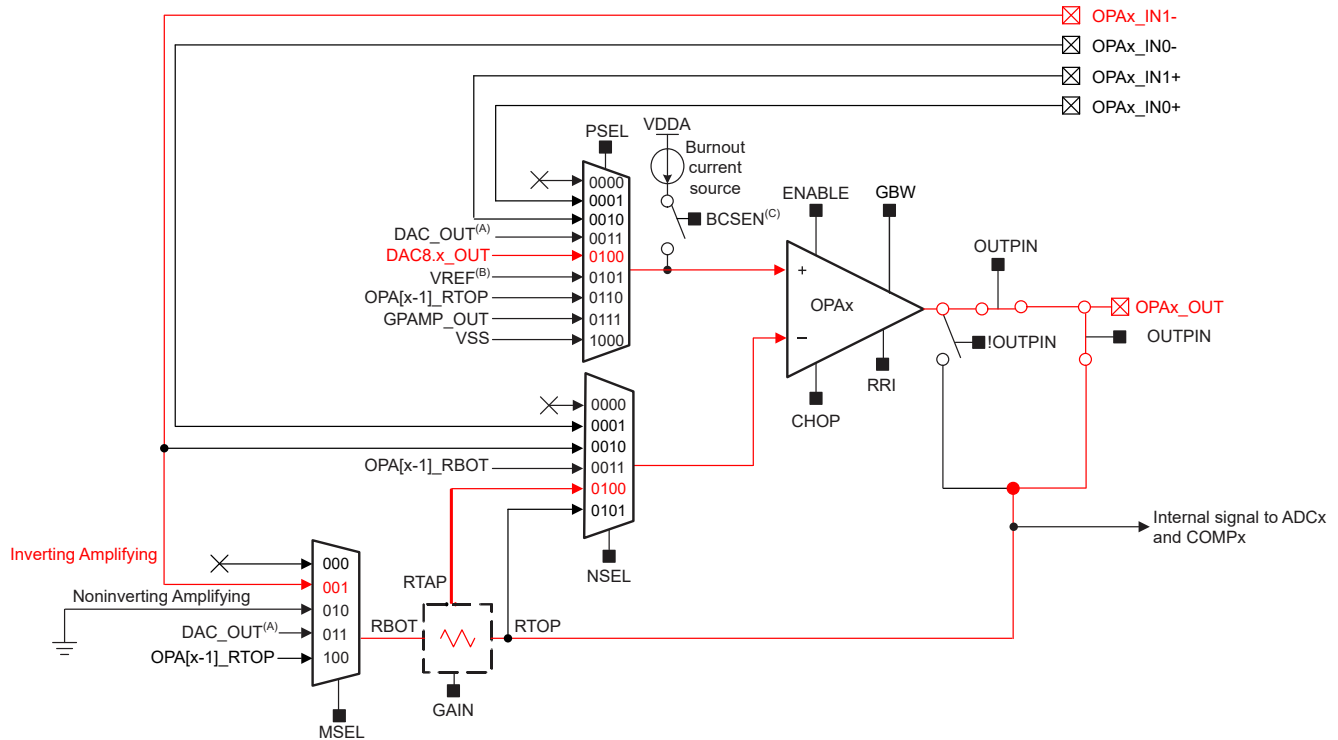 OPAx_IN1-
OPAx_IN0-
OPAx_IN1+
OPAx_IN0+
PSEL
VDDA
Burnout
current
source
BCSEN(C)
ENABLE
GBW
0000
0001
0010
DAC_OUT(A)
0011
DAC8.x_OUT
0100
VREF(B)
0101
OPA[x-1]_RTOP
0110
GPAMP_OUT
0111
VSS
1000
+
OPAx
–
RRI
CHOP
OUTPIN
OPAx_OUT
!OUTPIN
OUTPIN
0000
0001
0010
OPA[x-1]_RBOT
0011
0100
0101
NSEL
Internal signal to ADCx
and COMPx
Inverting Amplifying
Noninverting Amplifying
000
001
010
DAC_OUT(A)
011
OPA[x-1]_RTOP
100
MSEL
RTAP
RBOT
RTOP
GAIN